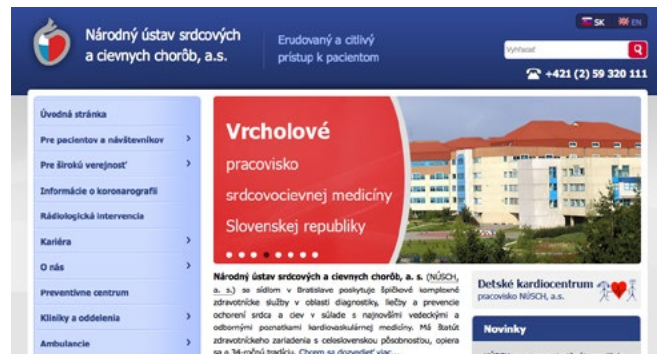 Národný ústav srdcových
a cievnych chorôb, a.s.
Erudovaný a citlivý
prístup k pacientom
SK
EN
Vyhľadať
+421 (2) 59 320 111
Úvodná stránka
Pre pacientov a návštevníkov
Pre širokú verejnosť
Informácie o koronarografii
Rádiologická intervencia
Kariéra
O nás
Preventívne centrum
Kliniky a oddelenia
Ambulancie
Vrcholové
pracovisko
srdcovocievnej medicíny
Slovenskej republiky
Národný ústav srdcových a cievnych chorôb, a. s. (NÚSCH,
a. s.) so sídlom v Bratislave poskytuje špičkové komplexné
zdravotnícke služby v oblasti diagnostiky, liečby a prevencie
ochorení srdca a ciev v súlade s najnovšími vedeckými a
odbornými poznatkami kardiovaskulárnej medicíny. Má štatút
zdravotníckeho zariadenia s celoslovenskou pôsobnosťou, opiera
sa o 34-ročnú tradíciu. Chcem sa dozvedieť viac...
Detské kardiocentrum
pracovisko NÚSCH, a.s.
Novinky